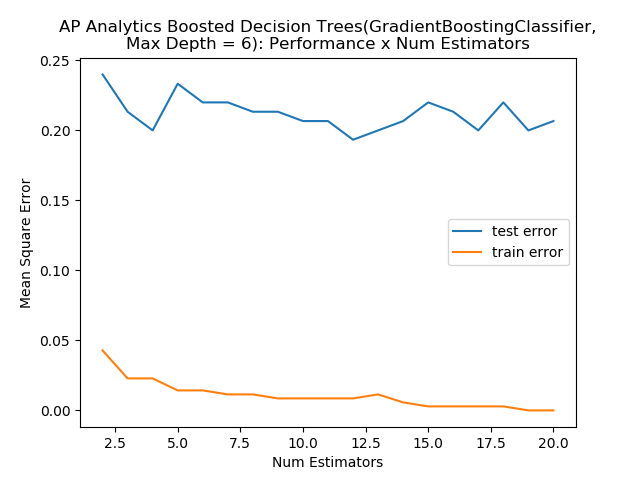 AP Analytics Boosted Decision Trees(GradientBoostingClassifier,
Max Depth = 6): Performance x Num Estimators
Mean Square Error
0.25
0.20
0.15
0.10
0.05
0.00
test error
train error
2.5 5.0 7.5 10.0 12.5 15.0 17.5 20.0
Num Estimators